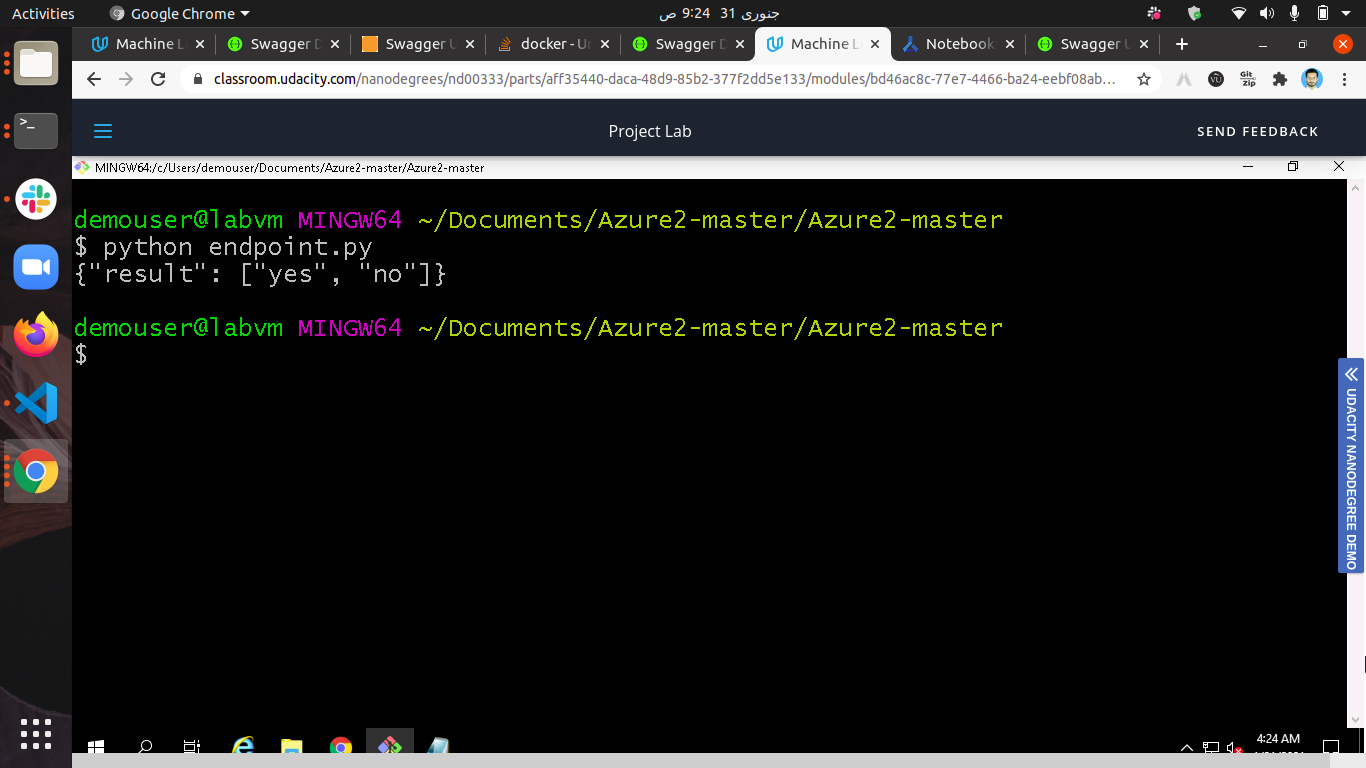 Activities
Google Chrome
جنوری 31 9:24 ص
Machine L
Swagger D
Swagger U
docker - Un
Swagger D
Machine L
Notebook
Swagger U
classroom.udacity.com/nanodegrees/nd00333/parts/aff35440-daca-48d9-85b2-377f2dd5e133/modules/bd46ac8c-77e7-4466-ba24-eebf08ab…
Project Lab
SEND FEEDBACK
MINGW64:/c/Users/demouser/Documents/Azure2-master/Azure2-master
demouser@labvm MINGW64 ~/Documents/Azure2-master/Azure2-master
$ python endpoint.py
{"result": ["yes", "no"]}
demouser@labvm MINGW64 ~/Documents/Azure2-master/Azure2-master
$
UDACITY NANODEGREE DEMO
4:24 AM